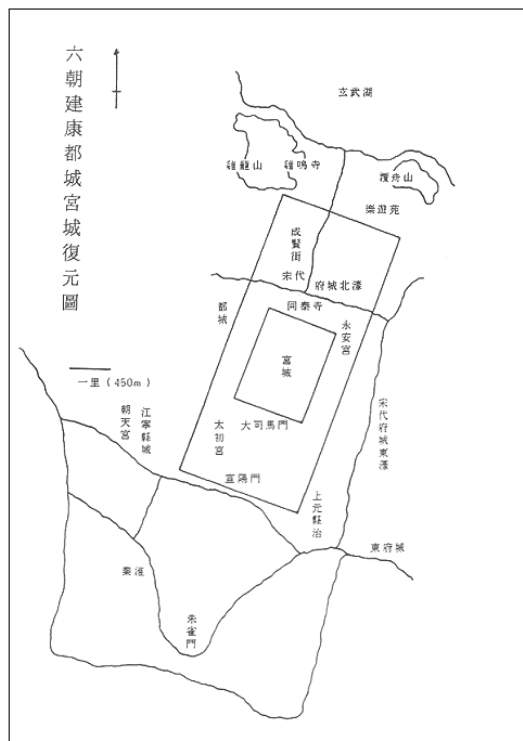 六朝建康都城宮城復元圖
玄武湖
雞籠山
雞鳴寺
覆舟山
樂遊苑
成賢街
宋代
府城北濠
都城
同泰寺
永安宮
宮城
一里（450m）
朝天宮
江寧縣城
太初宮
大司馬門
宋代府城東濠
宣陽門
上元縣治
東府城
秦淮
朱雀門